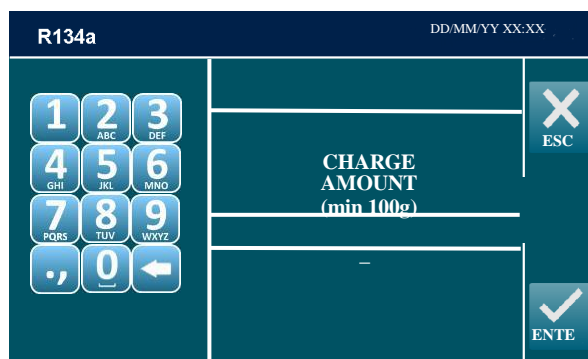 R134a
DD/MM/YY XX:XX
1 2 3
ABC DEF
4 5 6
GHI JKL MNO
7 8 9
PQRS TUV WXYZ
., 0
CHARGE
AMOUNT
(min 100g)
_
ESC
ENTE